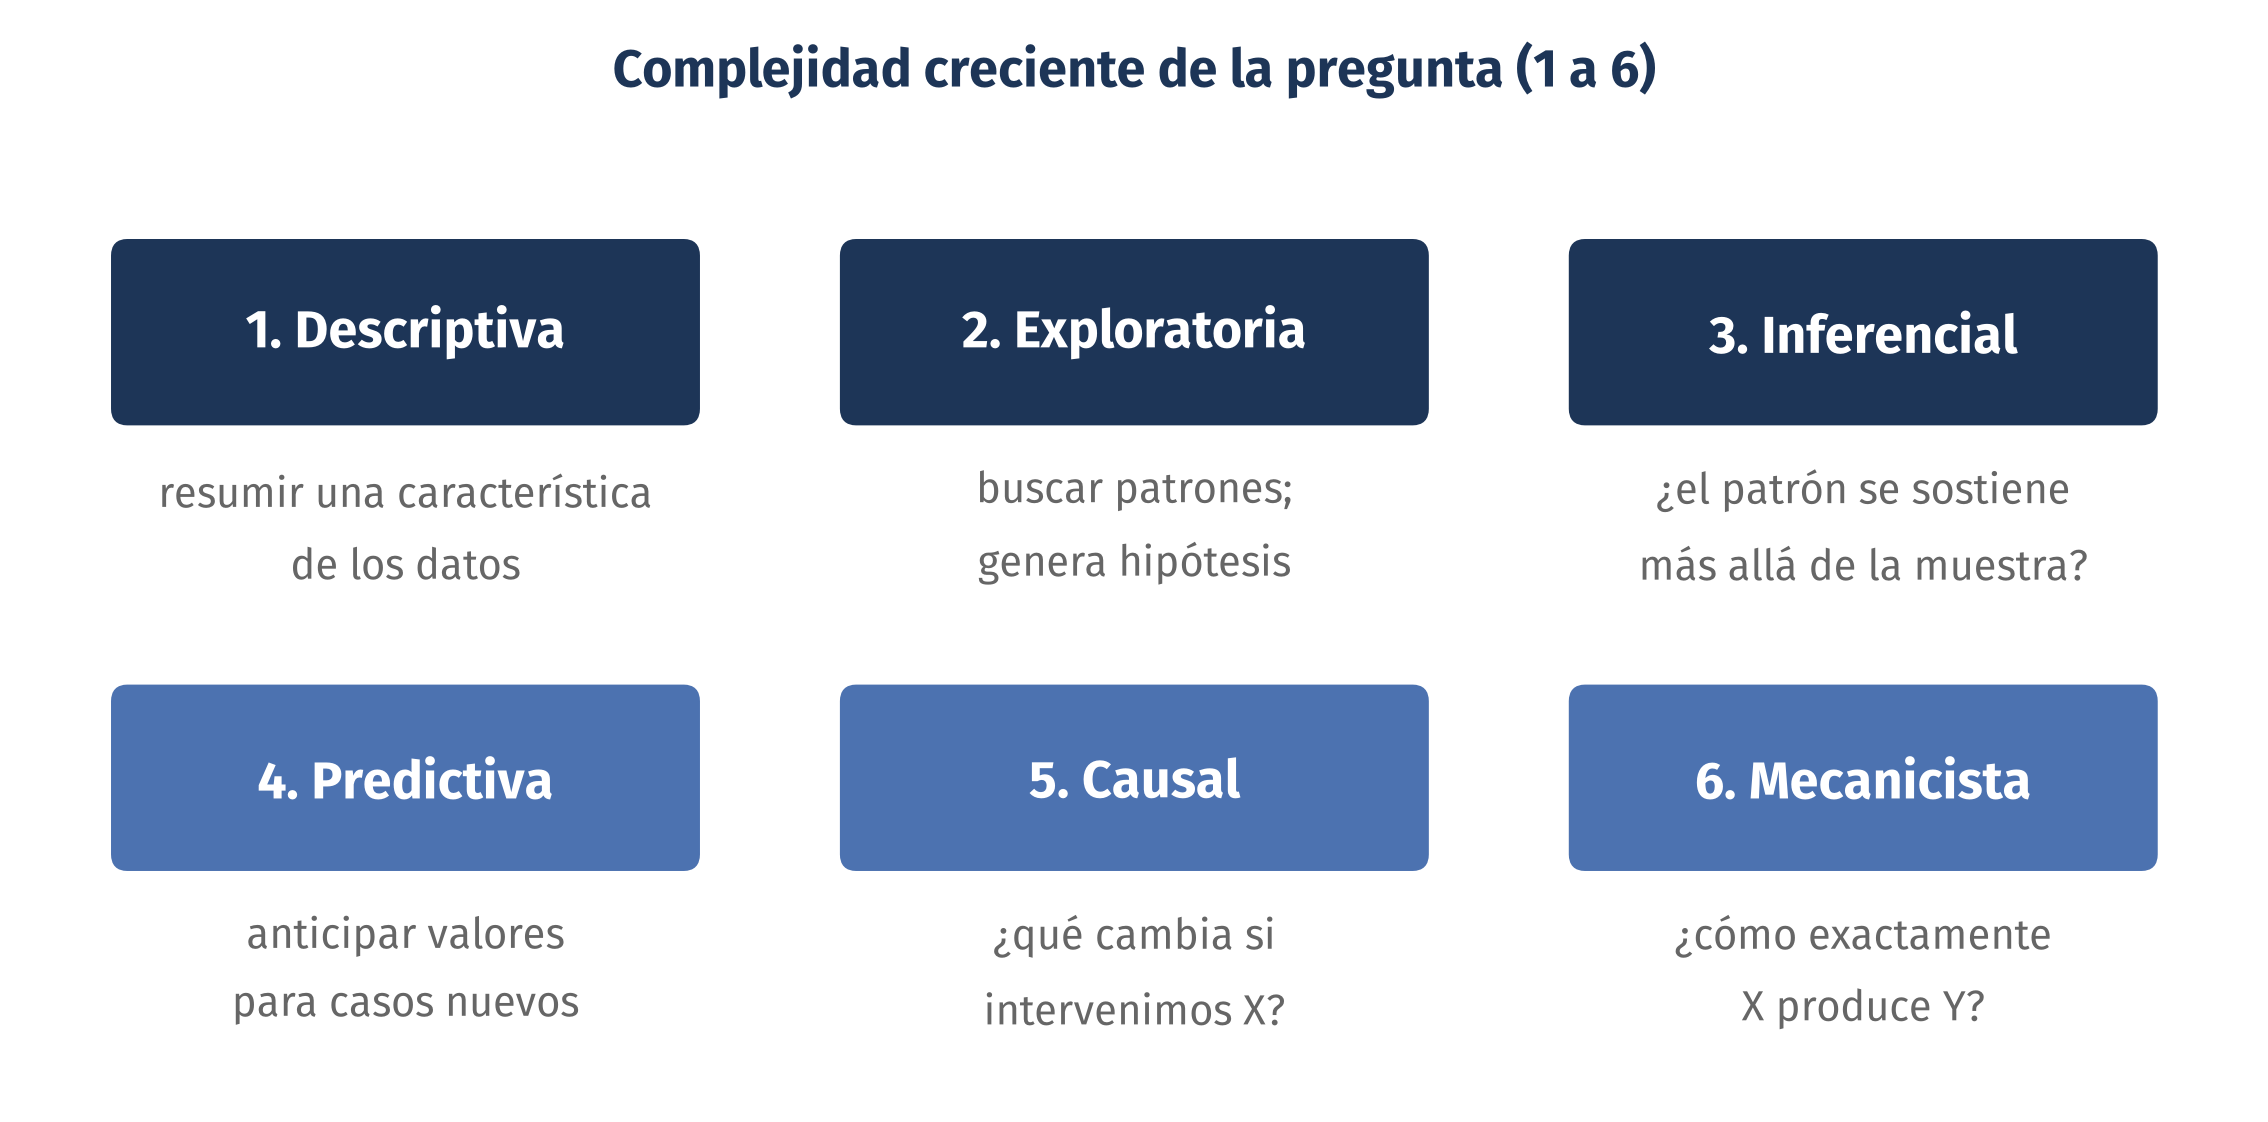 Complejidad creciente de la pregunta (1 a 6)
1. Descriptiva
2. Exploratoria
3. Inferencial
resumir una característica
de los datos
buscar patrones;
genera hipótesis
¿el patrón se sostiene
más allá de la muestra?
4. Predictiva
5. Causal
6. Mecanicista
anticipar valores
para casos nuevos
¿qué cambia si
intervenimos X?
¿cómo exactamente
X produce Y?